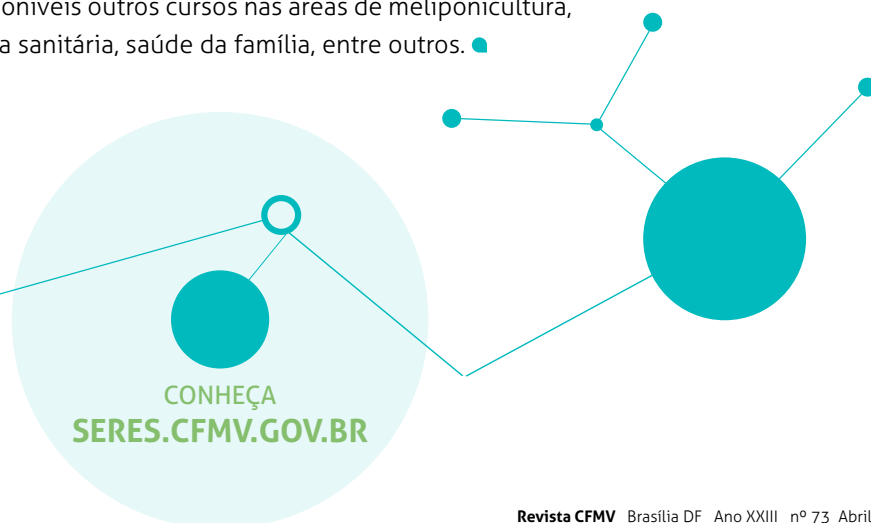 poníveis outros cursos nas áreas de meliponicultura,
a sanitária, saúde da família, entre outros.
CONHEÇA
SERES.CFMV.GOV.BR
Revista CFMV Brasília DF Ano XXIII nº 73 Abril